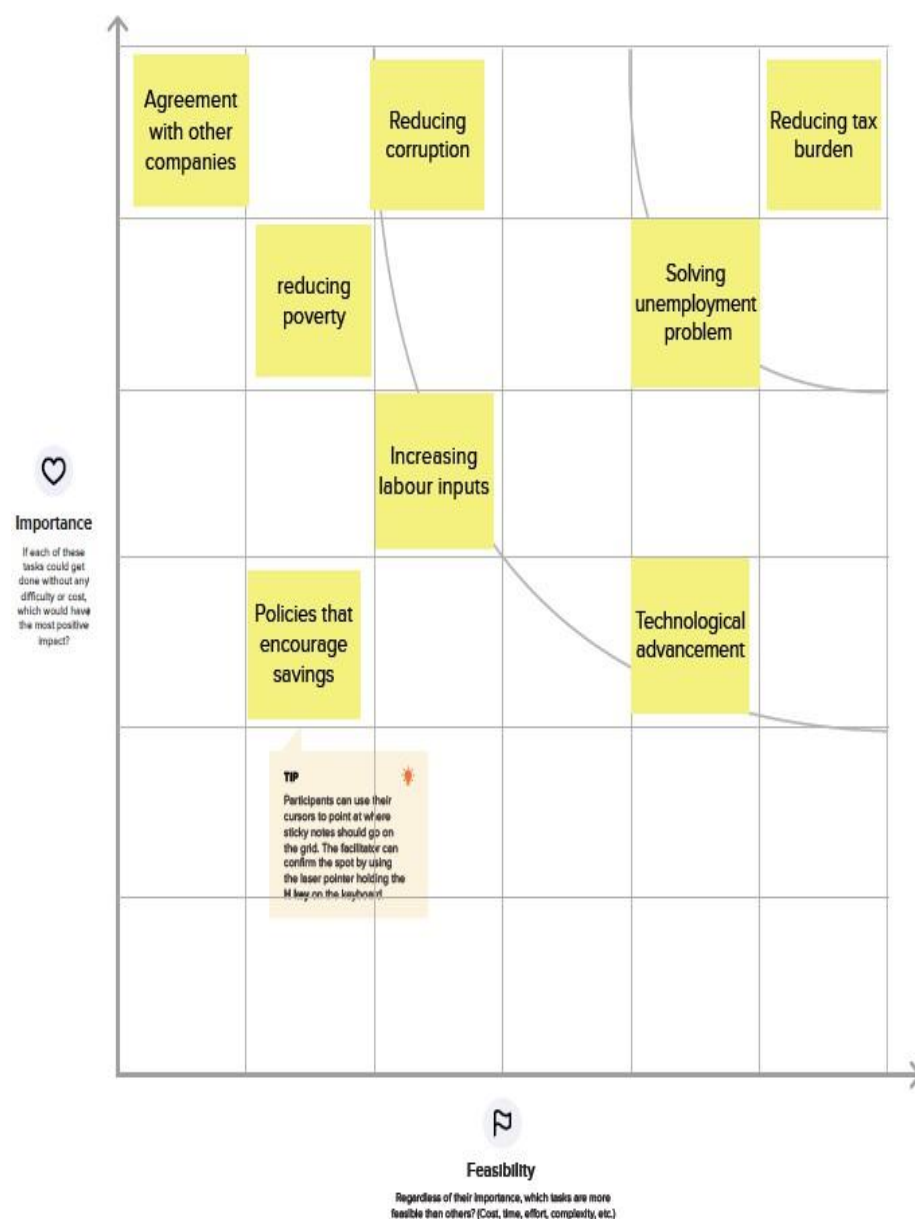 Agreement
with other
companies
Reducing
corruption
Reducing tax
burden
reducing
poverty
Solving
unemployment
problem
Increasing
labour inputs
Importance
If each of these
tasks could get
done without any
difficulty or cost,
which would have
the most positive
impact?
Policies that
encourage
savings
Technological
advancement
TIP
Participants can use their
cursors to point at where
sticky notes should go on
the grid. The facilitator can
confirm the spot by using
the laser pointer holding the
H key on the keyboard.
Feasibility
Regardless of their importance, which tasks are more
feasible than others? (Cost, time, effort, complexity, etc.)